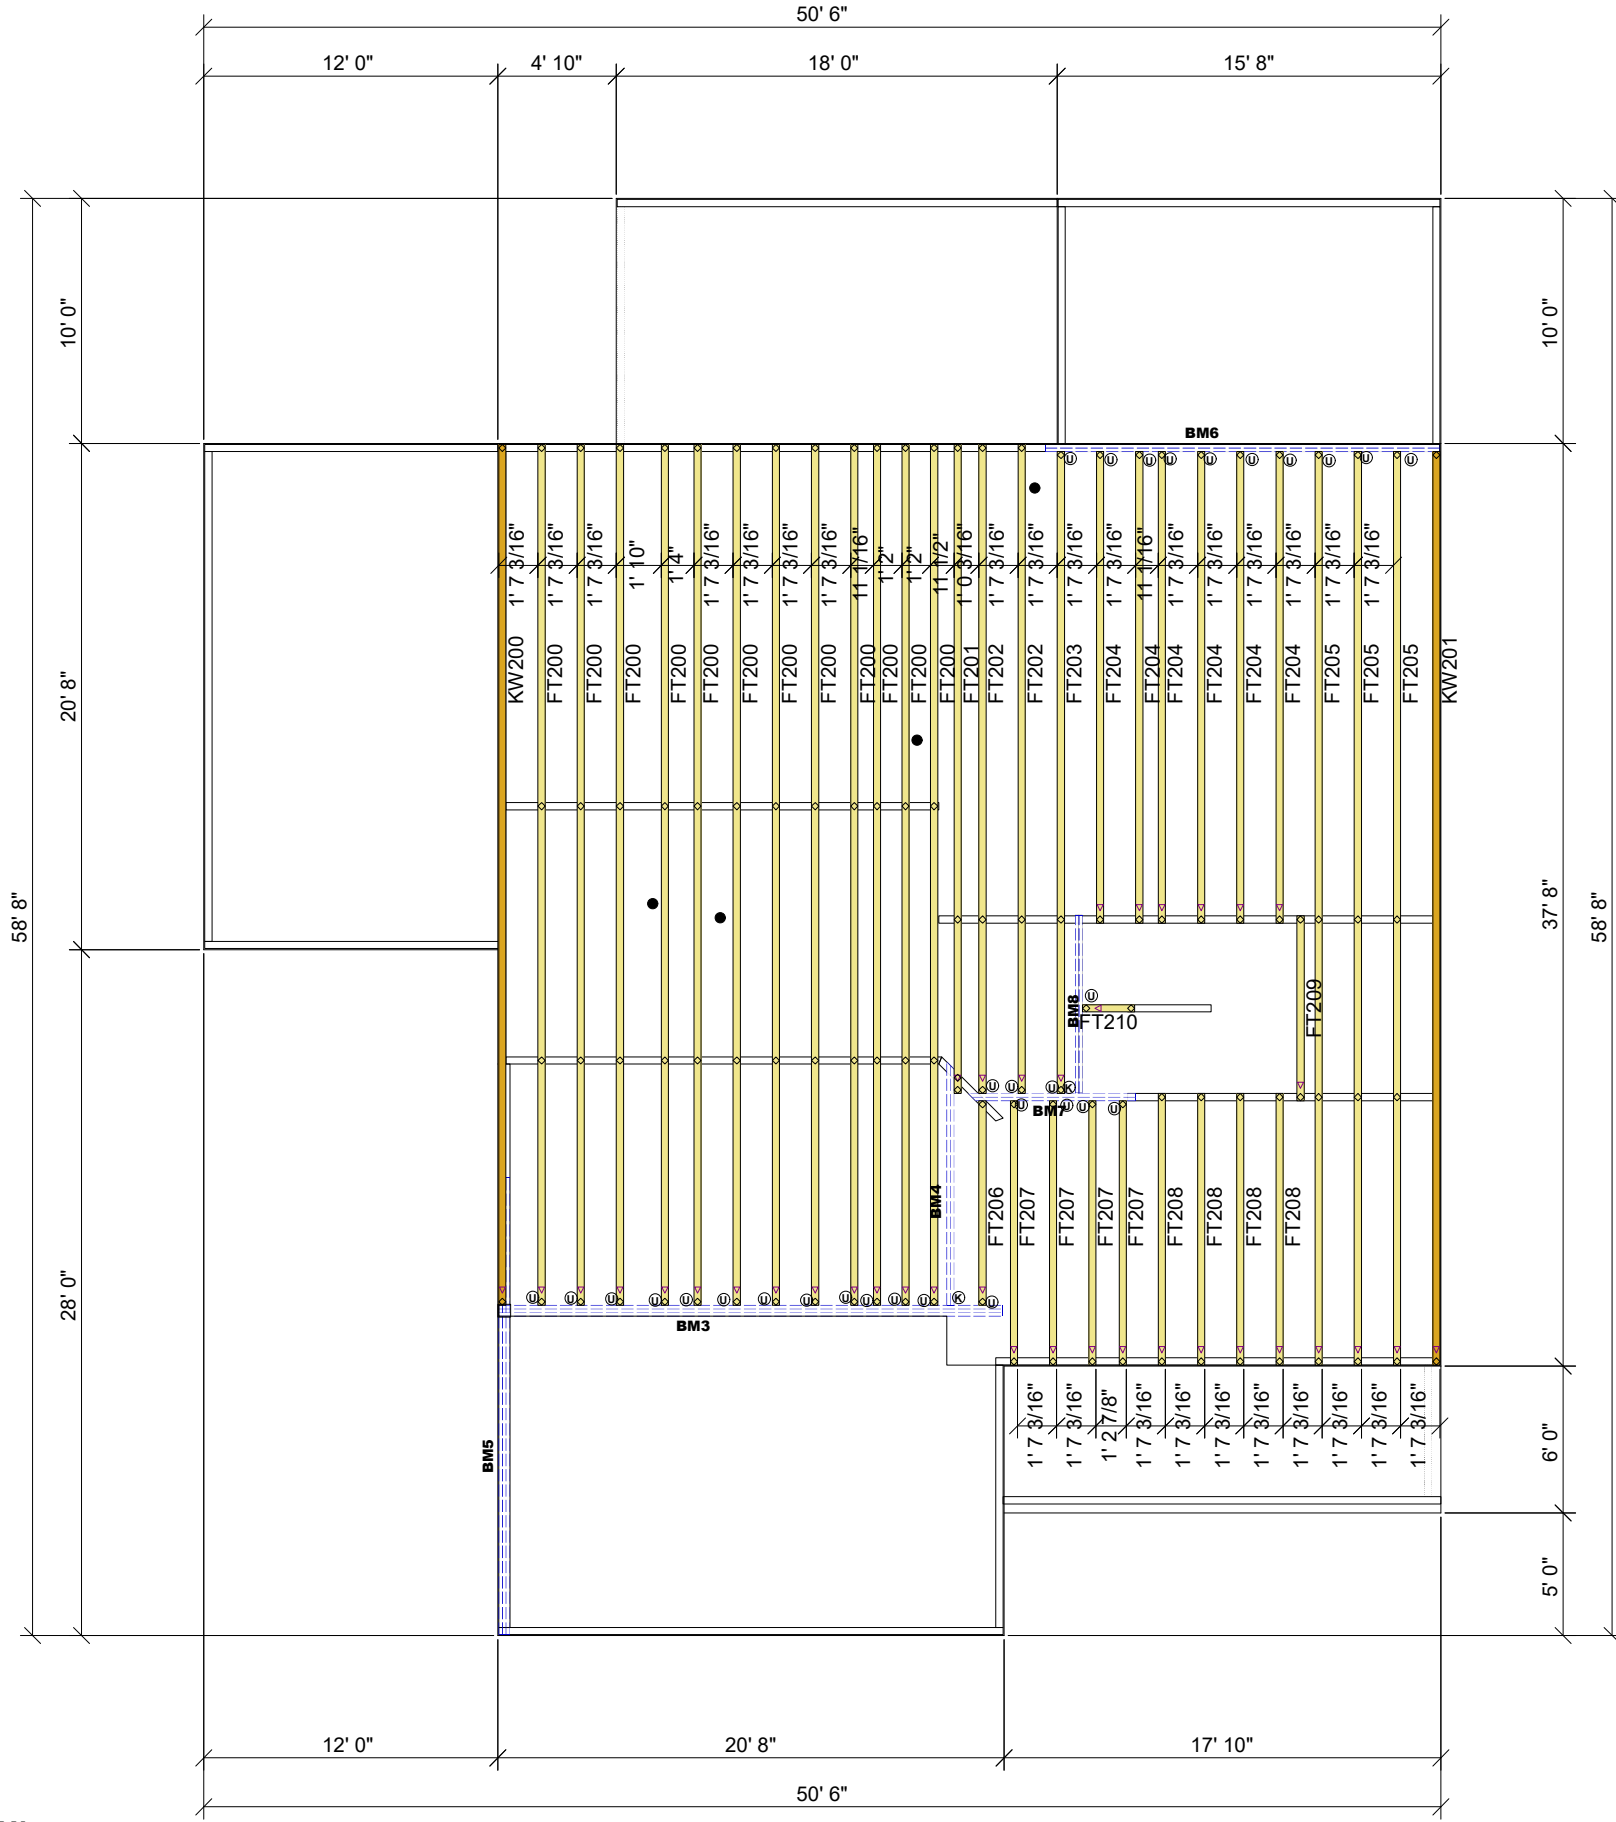 50' 6"
12' 0"
4' 10"
18' 0"
15' 8"
10' 0"
10' 0"
BM6
U U U U U U U U U U
1' 7 3/16"
1' 7 3/16"
1' 7 3/16"
1' 10"
1' 4"
1' 7 3/16"
1' 7 3/16"
1' 7 3/16"
1' 7 3/16"
11 1/16"
1' 2"
1' 2"
11 1/2"
1' 0 3/16"
1' 7 3/16"
1' 7 3/16"
1' 7 3/16"
1' 7 3/16"
11 1/16"
1' 7 3/16"
1' 7 3/16"
1' 7 3/16"
1' 7 3/16"
1' 7 3/16"
1' 7 3/16"
KW200
FT200
FT200
FT200
FT200
FT200
FT200
FT200
FT200
FT200
FT200
FT200
FT201
FT202
FT202
FT203
FT204
FT204
FT204
FT204
FT204
FT204
FT205
FT205
FT205
KW201
20' 8"
58' 8"
37' 8"
58' 8"
U
BM8
FT210
FT209
U U U K
U BM7 U U U
BM4
FT206
FT207
FT207
FT207
FT207
FT208
FT208
FT208
FT208
28' 0"
U U U U U U U U U U U U K U
BM3
BM5
1' 7 3/16"
1' 7 3/16"
1' 2 7/8"
1' 7 3/16"
1' 7 3/16"
1' 7 3/16"
1' 7 3/16"
1' 7 3/16"
1' 7 3/16"
1' 7 3/16"
1' 7 3/16"
6' 0"
5' 0"
12' 0"
20' 8"
17' 10"
50' 6"